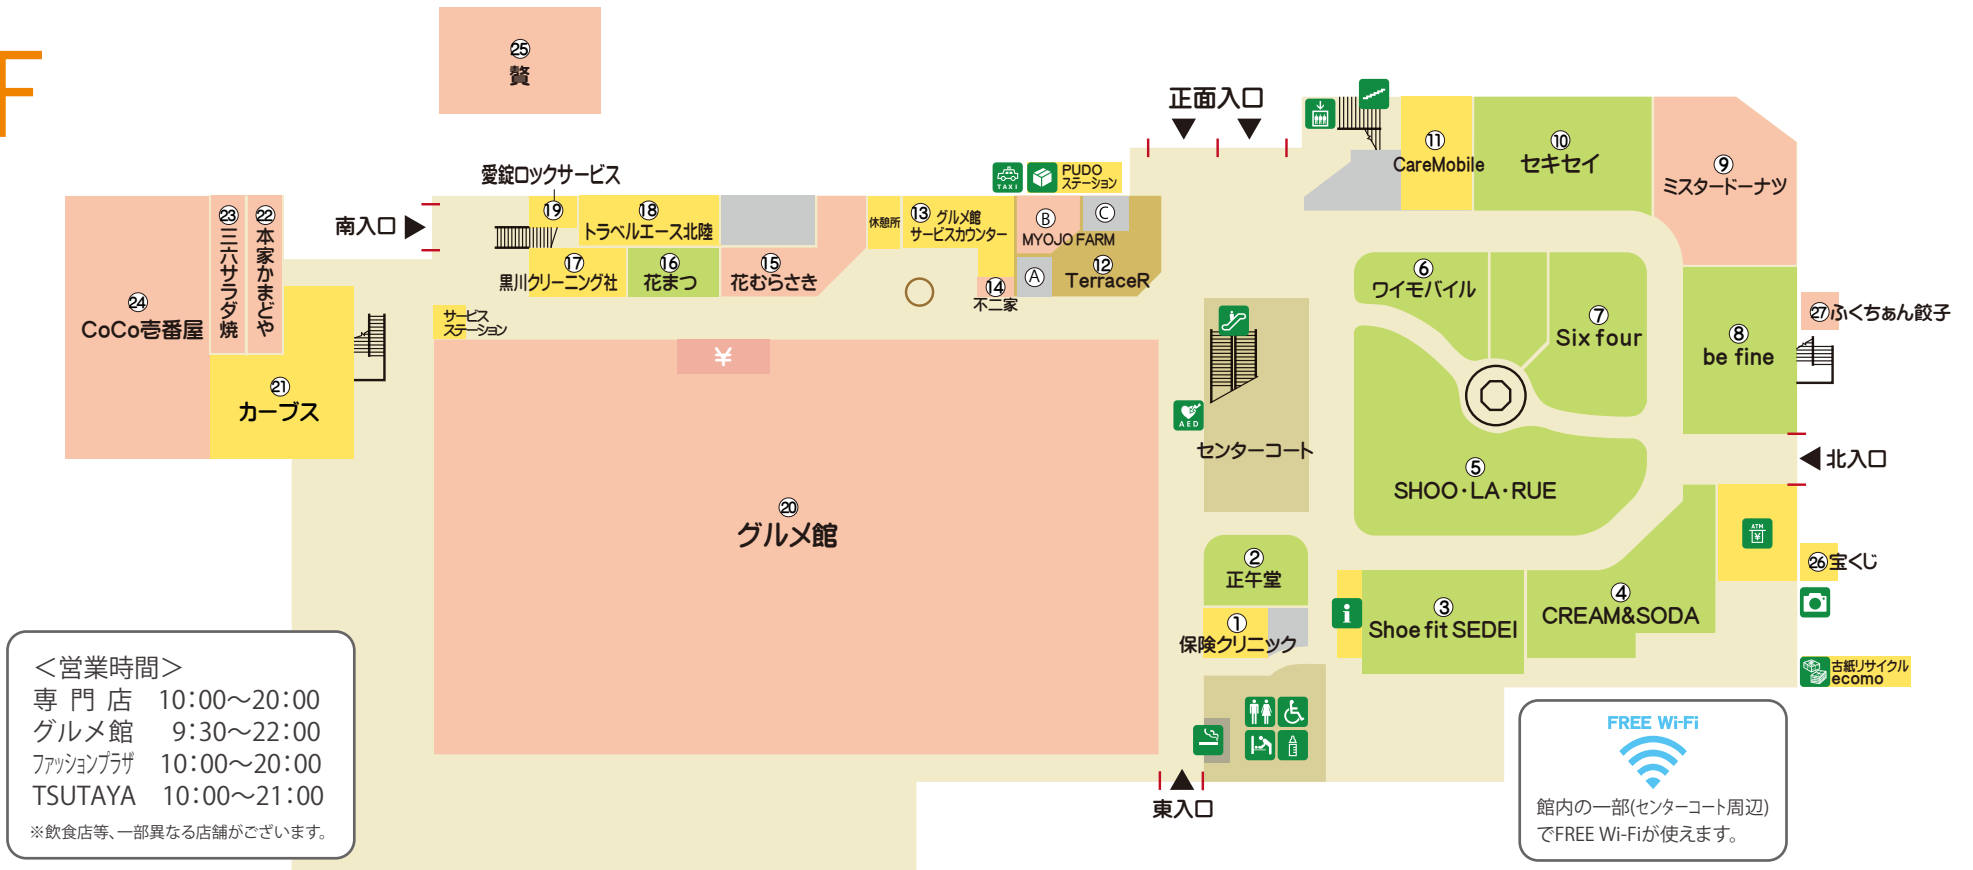 F
㉕
贅
正面入口
⑪
CareMobile
⑩
セキセイ
⑨
ミスタードーナツ
愛錠ロックサービス
TAXI
PUDO
ステーション
南入口
⑲
⑱
トラベルエース北陸
休憩所
⑬ グルメ館
サービスカウンター
Ⓑ
MYOJO FARM
Ⓒ
⑰
黒川クリーニング社
⑯
花まつ
⑮
花むらさき
⑭
不二家
Ⓐ
⑫
TerraceR
㉔
CoCo壱番屋
㉓
三六サラダ焼
㉒
本家かまどや
㉑
カーブス
サービス
ステーション
¥
⑥
ワイモバイル
⑦
Six four
⑧
be fine
㉗ふくちぁん餃子
AED
センターコート
⑤
SHOO・LA・RUE
北入口
⑳
グルメ館
ATM
¥
㉖宝くじ
②
正午堂
①
保険クリニック
i
③
Shoe fit SEDEI
④
CREAM&SODA
古紙リサイクル
ecomo
東入口
＜営業時間＞
専門店 10:00〜20:00
グルメ館 9:30〜22:00
ファッションプラザ 10:00〜20:00
TSUTAYA 10:00〜21:00
※飲食店等、一部異なる店舗がございます。
FREE Wi-Fi
館内の一部(センターコート周辺)
でFREE Wi-Fiが使えます。